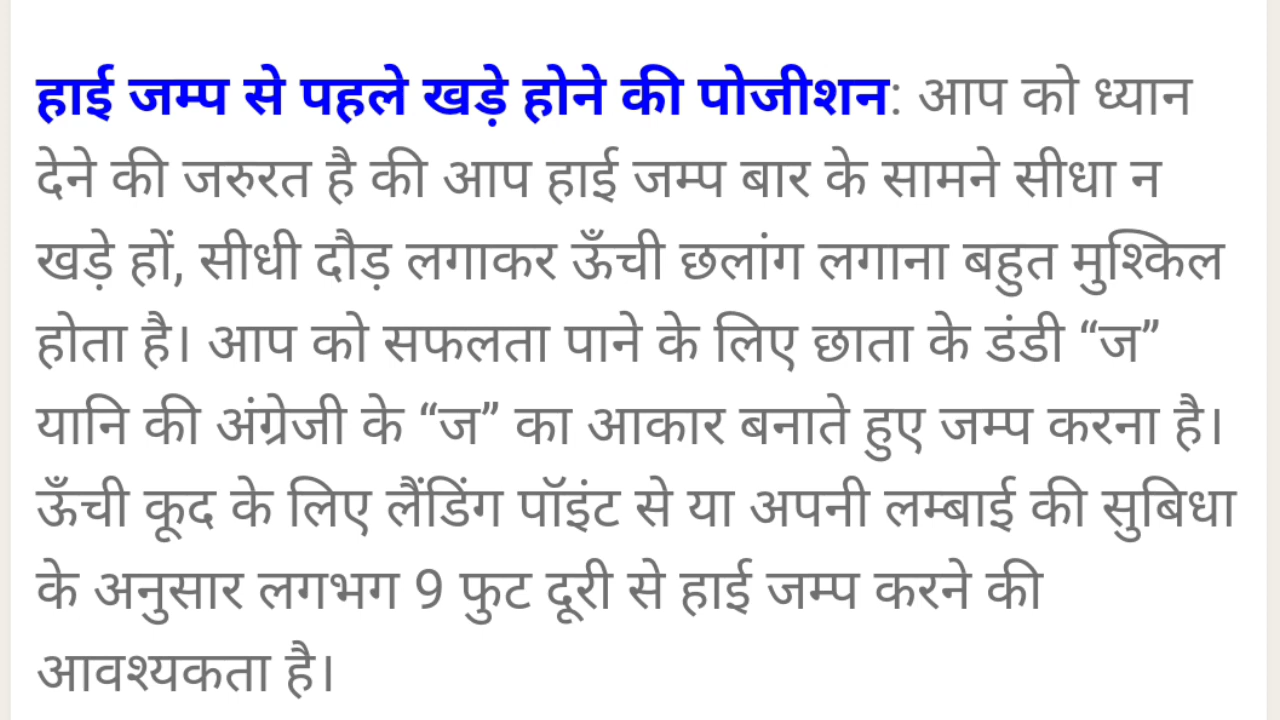 हाई जम्प से पहले खड़े होने की पोजीशन: आप को ध्यान
देने की जरुरत है की आप हाई जम्प बार के सामने सीधा न
खड़े हों, सीधी दौड़ लगाकर ऊँची छलांग लगाना बहुत मुश्किल
होता है। आप को सफलता पाने के लिए छाता के डंडी “ज”
यानि की अंग्रेजी के “ज” का आकार बनाते हुए जम्प करना है।
ऊँची कूद के लिए लैंडिंग पॉइंट से या अपनी लम्बाई की सुबिधा
के अनुसार लगभग 9 फुट दूरी से हाई जम्प करने की
आवश्यकता है।